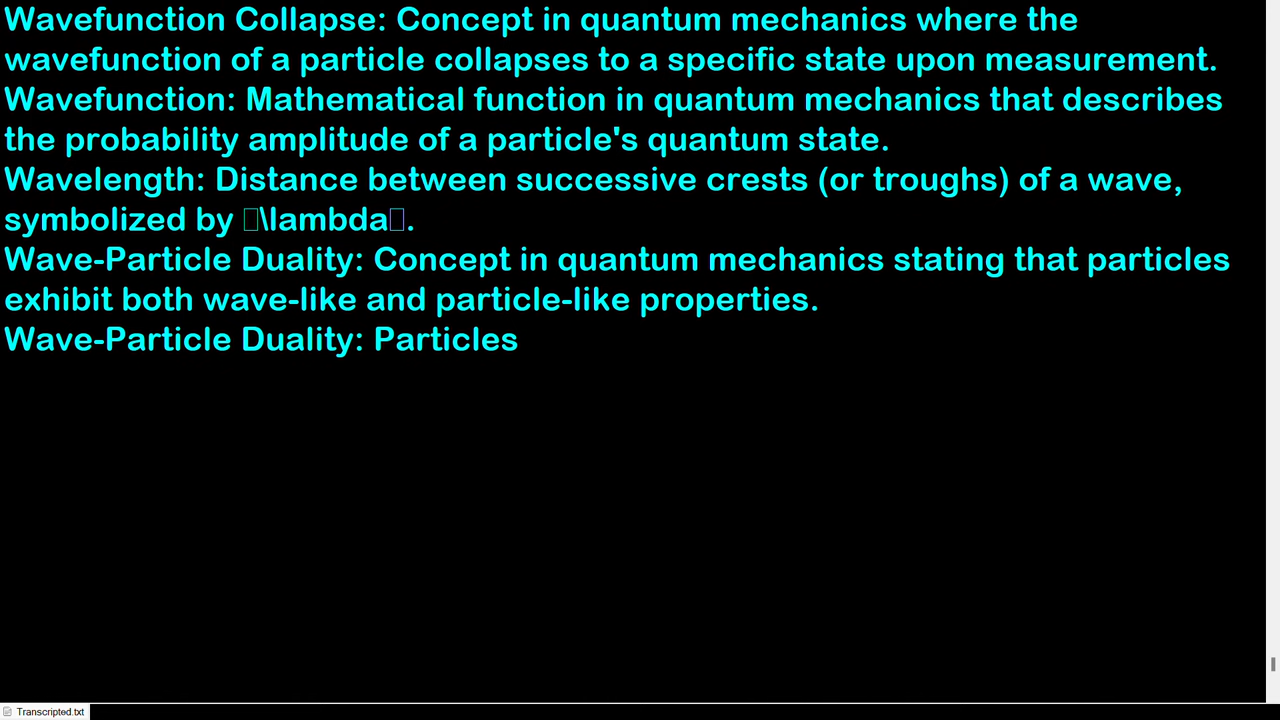 Wavefunction Collapse: Concept in quantum mechanics where the
wavefunction of a particle collapses to a specific state upon measurement.
Wavefunction: Mathematical function in quantum mechanics that describes
the probability amplitude of a particle's quantum state.
Wavelength: Distance between successive crests (or troughs) of a wave,
symbolized by □\lambda□.
Wave-Particle Duality: Concept in quantum mechanics stating that particles
exhibit both wave-like and particle-like properties.
Wave-Particle Duality: Particles
Transcripted.txt